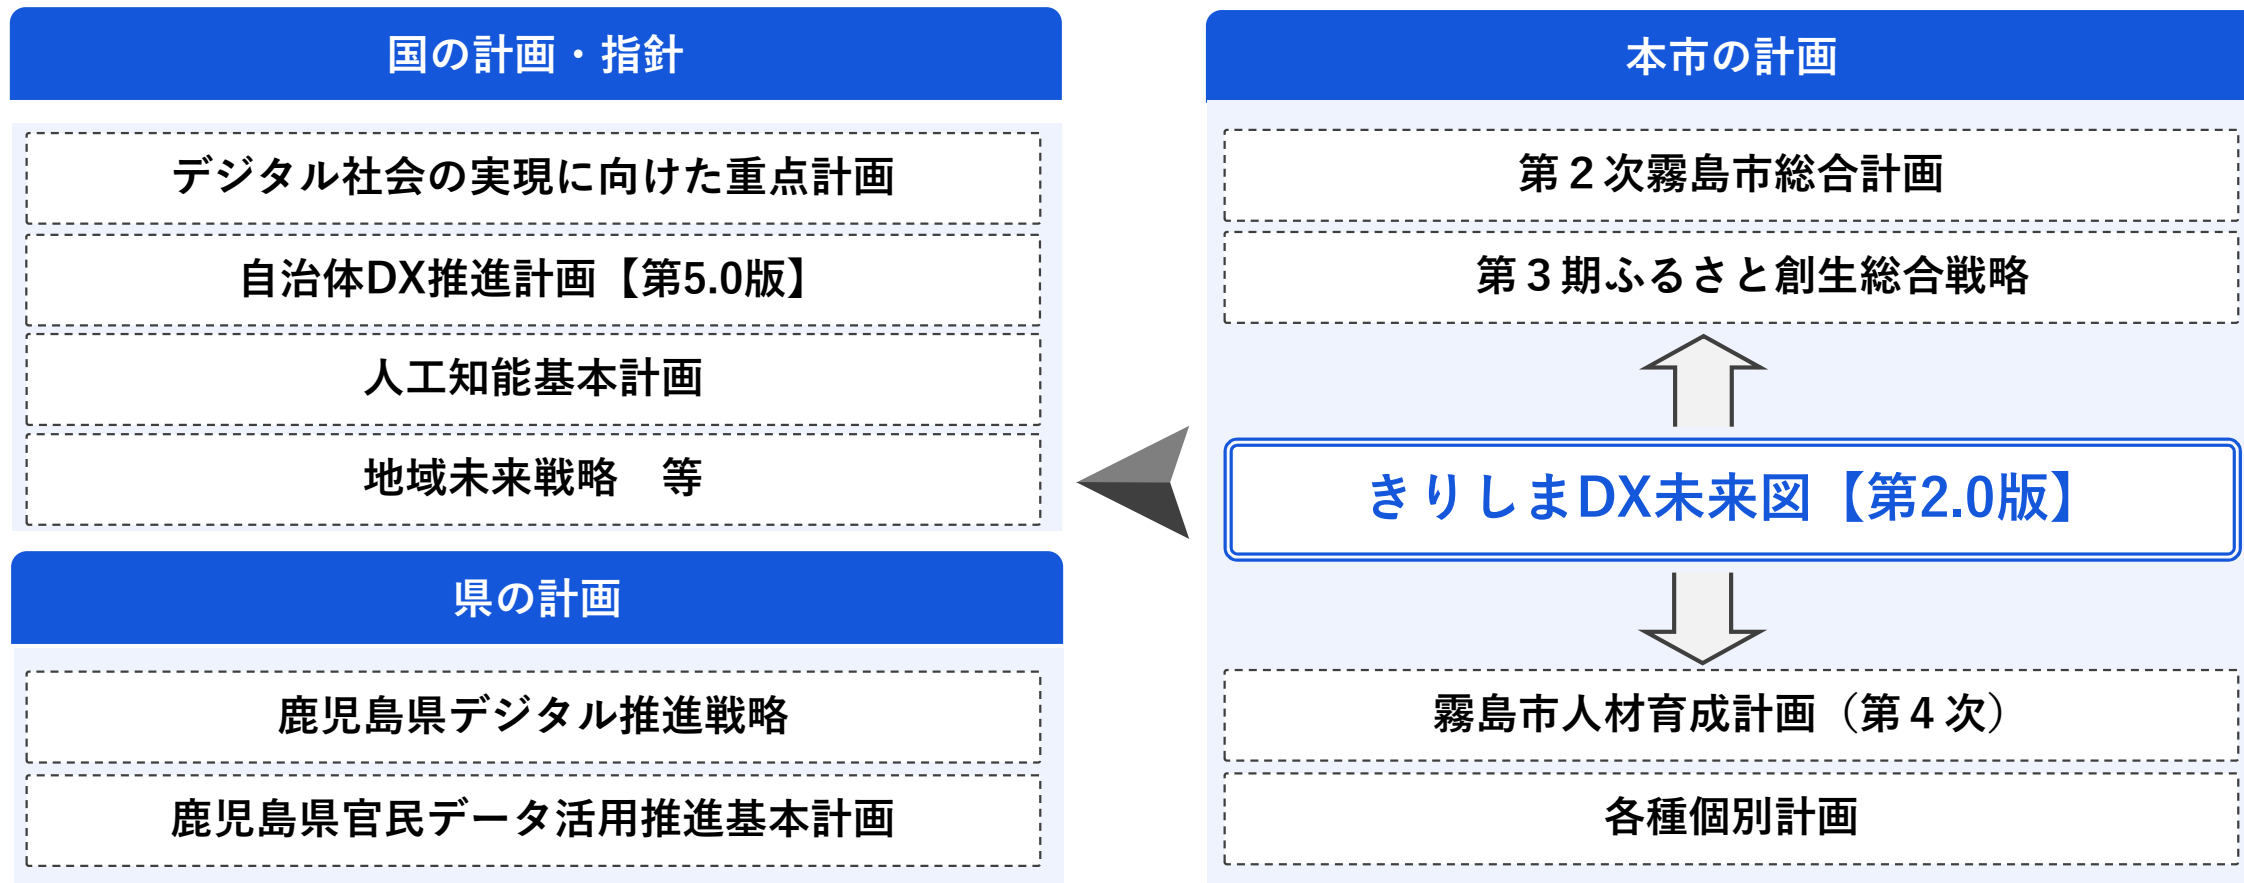 国の計画・指針
デジタル社会の実現に向けた重点計画
自治体DX推進計画【第5.0版】
人工知能基本計画
地域未来戦略　等
県の計画
鹿児島県デジタル推進戦略
鹿児島県官民データ活用推進基本計画
本市の計画
第２次霧島市総合計画
第３期ふるさと創生総合戦略
きりしまDX未来図【第2.0版】
霧島市人材育成計画（第４次）
各種個別計画